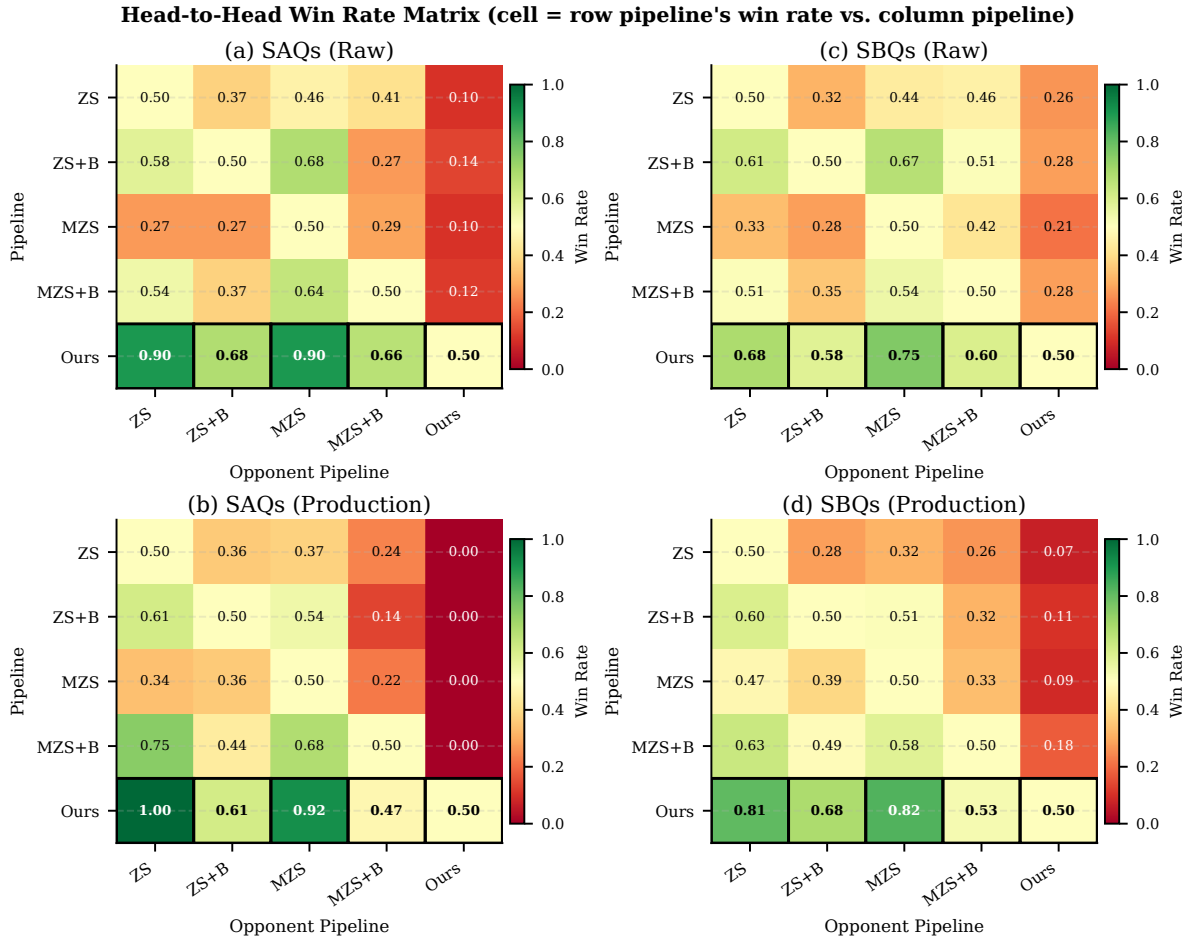 Head-to-Head Win Rate Matrix (cell = row pipeline's win rate vs. column pipeline)
(a) SAQs (Raw)
Pipeline
ZS 0.50 0.37 0.46 0.41 0.10
ZS+B 0.58 0.50 0.68 0.27 0.14
MZS 0.27 0.27 0.50 0.29 0.10
MZS+B 0.54 0.37 0.64 0.50 0.12
Ours 0.90 0.68 0.90 0.66 0.50
ZS ZS+B MZS MZS+B Ours
Opponent Pipeline
1.0
0.8
0.6
0.4
0.2
0.0
Win Rate
(c) SBQs (Raw)
Pipeline
ZS 0.50 0.32 0.44 0.46 0.26
ZS+B 0.61 0.50 0.67 0.51 0.28
MZS 0.33 0.28 0.50 0.42 0.21
MZS+B 0.51 0.35 0.54 0.50 0.28
Ours 0.68 0.58 0.75 0.60 0.50
ZS ZS+B MZS MZS+B Ours
Opponent Pipeline
1.0
0.8
0.6
0.4
0.2
0.0
Win Rate
(b) SAQs (Production)
Pipeline
ZS 0.50 0.36 0.37 0.24 0.00
ZS+B 0.61 0.50 0.54 0.14 0.00
MZS 0.34 0.36 0.50 0.22 0.00
MZS+B 0.75 0.44 0.68 0.50 0.00
Ours 1.00 0.61 0.92 0.47 0.50
ZS ZS+B MZS MZS+B Ours
Opponent Pipeline
1.0
0.8
0.6
0.4
0.2
0.0
Win Rate
(d) SBQs (Production)
Pipeline
ZS 0.50 0.28 0.32 0.26 0.07
ZS+B 0.60 0.50 0.51 0.32 0.11
MZS 0.47 0.39 0.50 0.33 0.09
MZS+B 0.63 0.49 0.58 0.50 0.18
Ours 0.81 0.68 0.82 0.53 0.50
ZS ZS+B MZS MZS+B Ours
Opponent Pipeline
1.0
0.8
0.6
0.4
0.2
0.0
Win Rate